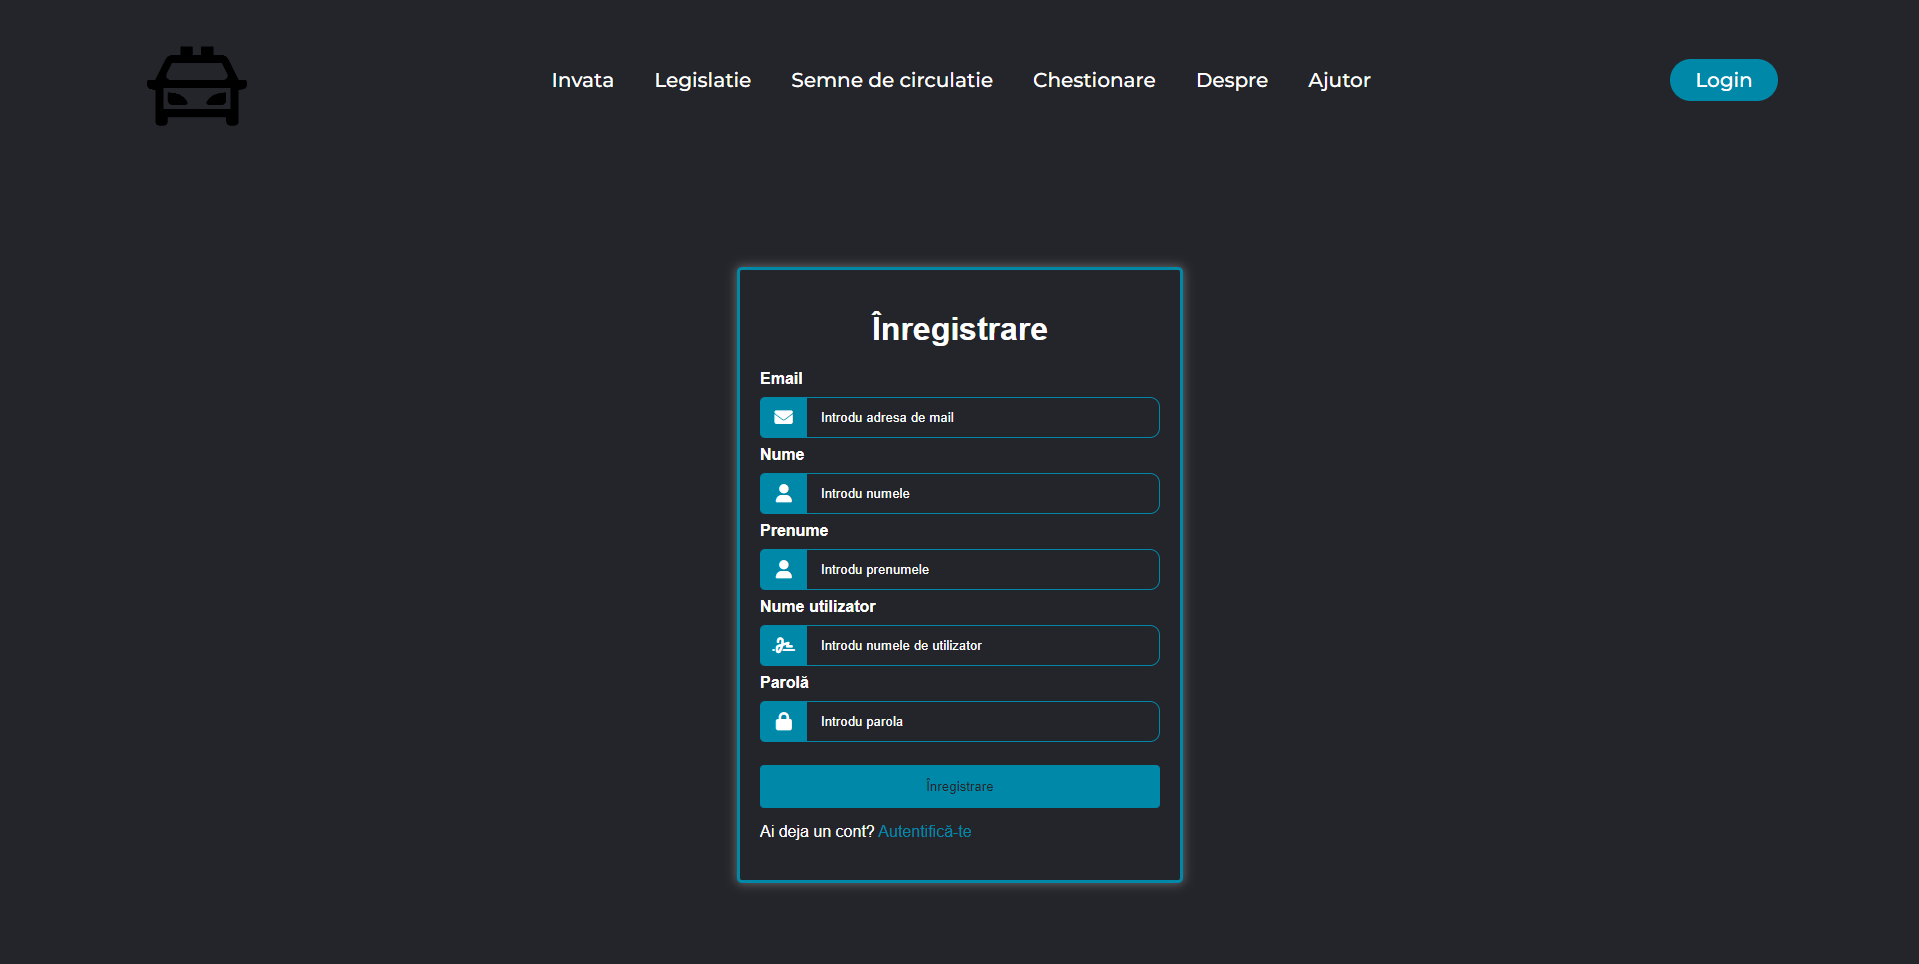 Invata Legislatie Semne de circulatie Chestionare Despre Ajutor Login
Înregistrare
Email
Introdu adresa de mail
Nume
Introdu numele
Prenume
Introdu prenumele
Nume utilizator
Introdu numele de utilizator
Parolă
Introdu parola
Înregistrare
Ai deja un cont? Autentifică-te